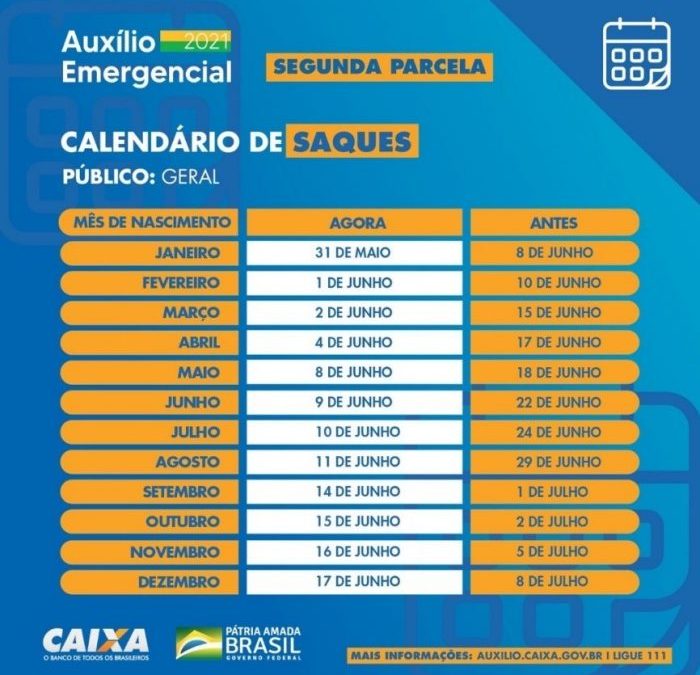 Auxílio 2021
Emergencial
SEGUNDA PARCELA
CALENDÁRIO DE SAQUES
PÚBLICO: GERAL
MÊS DE NASCIMENTO AGORA ANTES
JANEIRO 31 DE MAIO 8 DE JUNHO
FEVEREIRO 1 DE JUNHO 10 DE JUNHO
MARÇO 2 DE JUNHO 15 DE JUNHO
ABRIL 4 DE JUNHO 17 DE JUNHO
MAIO 8 DE JUNHO 18 DE JUNHO
JUNHO 9 DE JUNHO 22 DE JUNHO
JULHO 10 DE JUNHO 24 DE JUNHO
AGOSTO 11 DE JUNHO 29 DE JUNHO
SETEMBRO 14 DE JUNHO 1 DE JULHO
OUTUBRO 15 DE JUNHO 2 DE JULHO
NOVEMBRO 16 DE JUNHO 5 DE JULHO
DEZEMBRO 17 DE JUNHO 8 DE JULHO
CAIXA
O BANCO DE TODOS OS BRASILEIROS
PÁTRIA AMADA
BRASIL
GOVERNO FEDERAL
MAIS INFORMAÇÕES: AUXILIO.CAIXA.GOV.BR I LIGUE 111